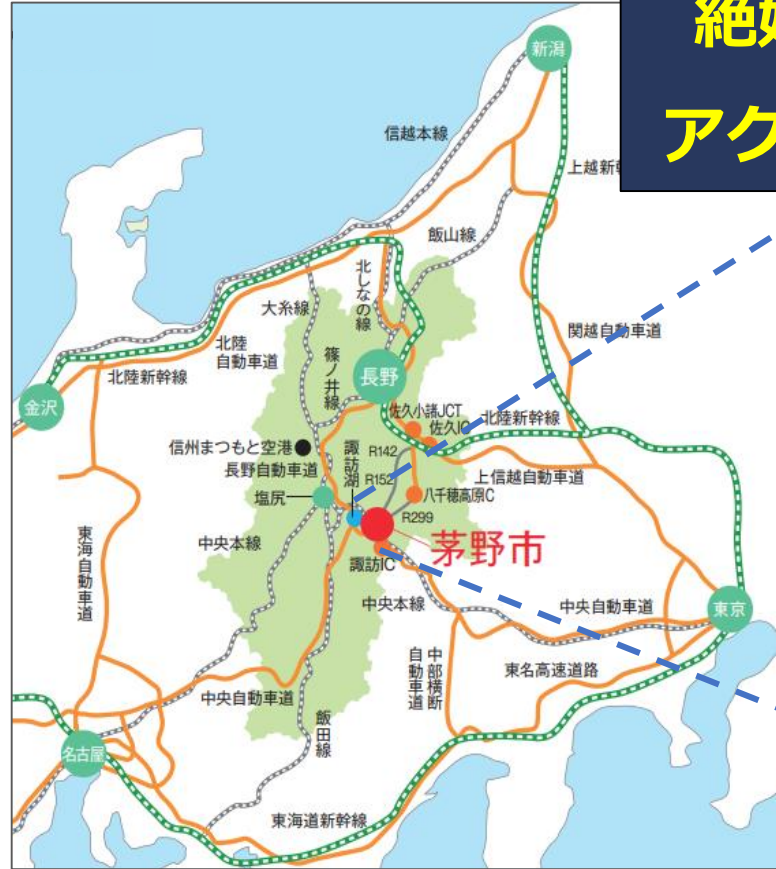 絶
アク
新潟
信越本線
上越新
飯山線
北しなの線
大糸線
関越自動車道
北陸
自動車道
篠ノ井線
長野
北陸新幹線
金沢
佐久小諸JCT
佐久IC
北陸新幹線
信州まつもと空港
諏訪湖
R142
上信越自動車道
長野自動車道
R152
八千穂高原C
塩尻
R299
茅野市
東海自動車道
中央本線
諏訪IC
中央本線
中央自動車道
東京
中部横断
自動車道
東名高速道路
中央自動車道
飯田線
名古屋
東海道新幹線